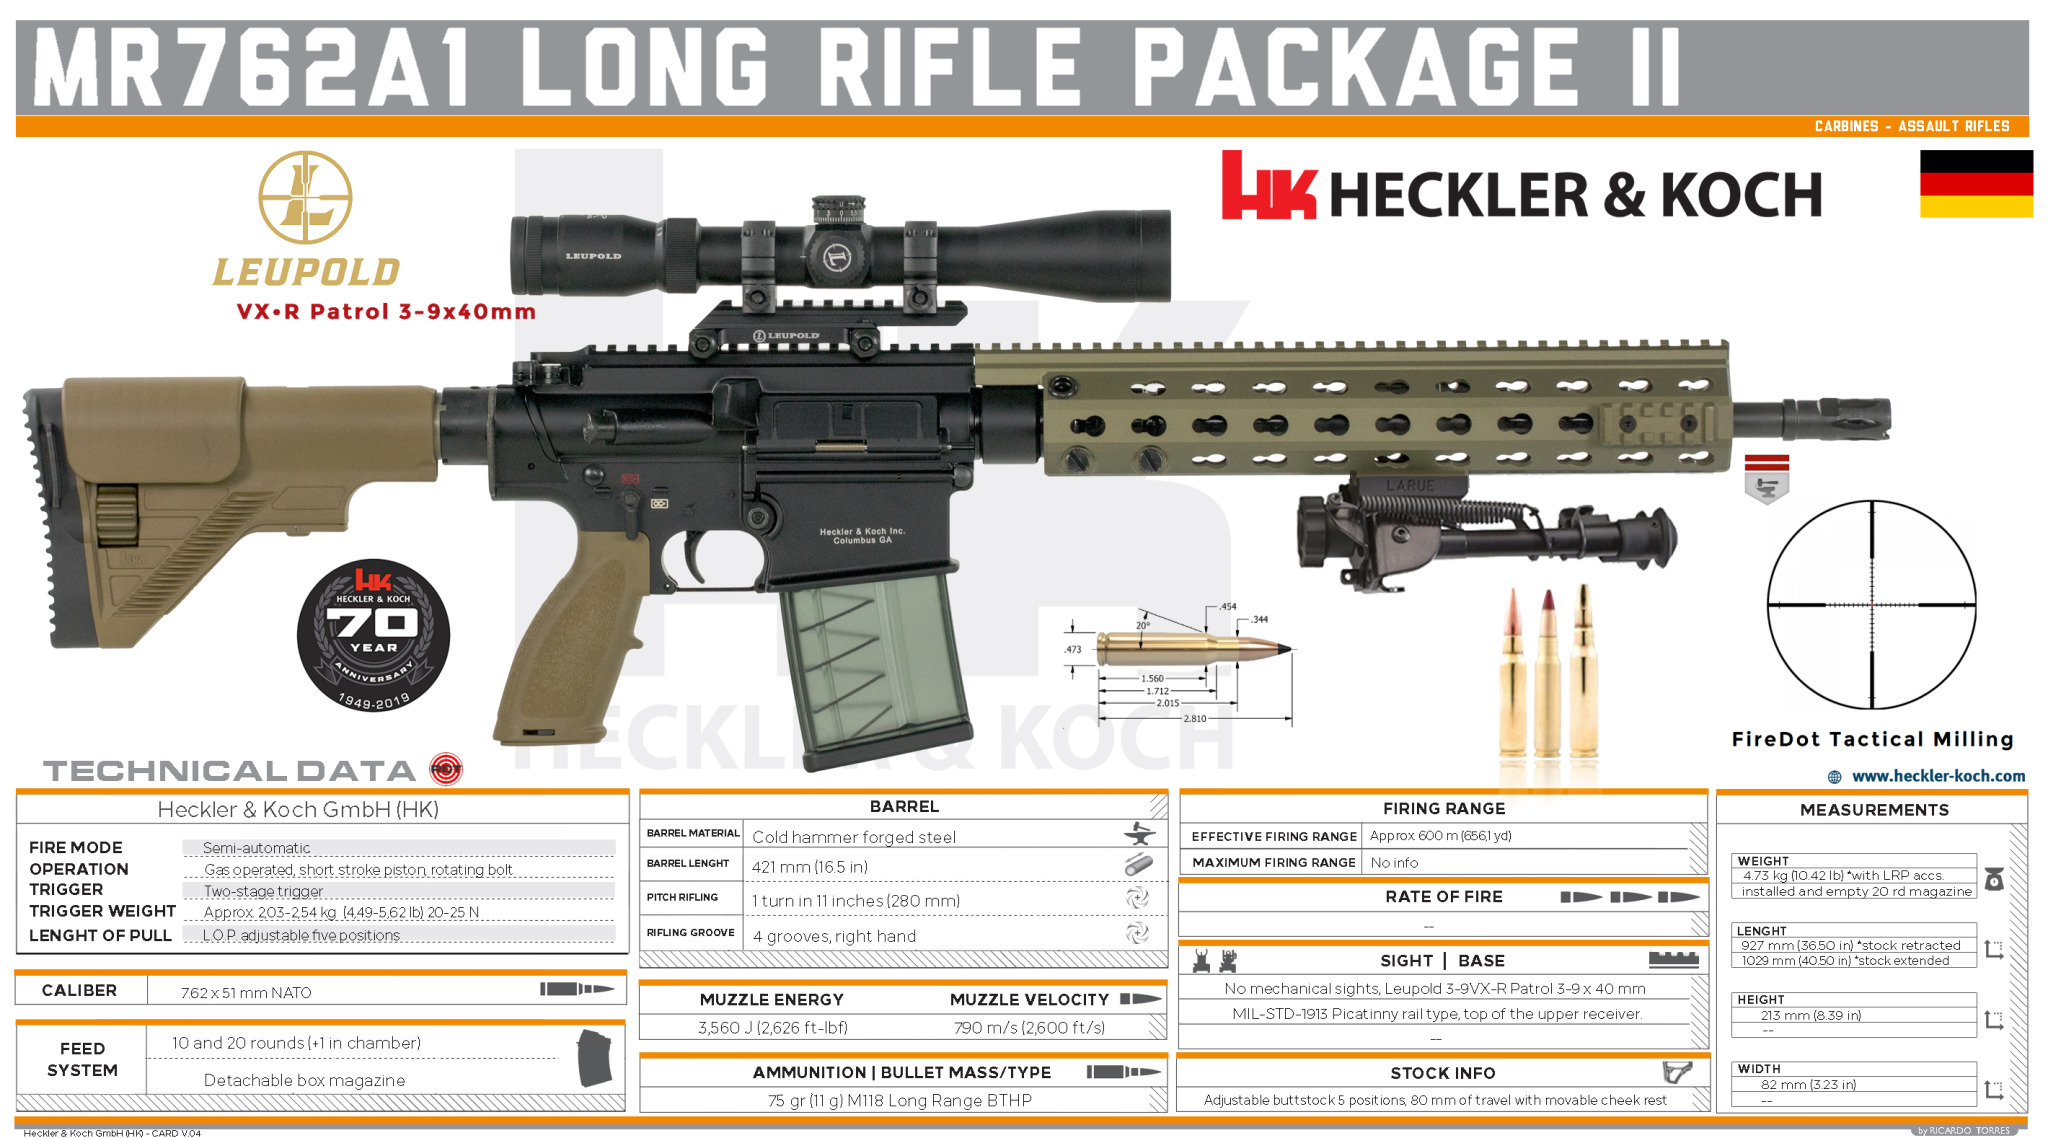 MR762A1 LONG RIFLE PACKAGE II
CARBINES - ASSAULT RIFLES
LEUPOLD
VX•R Patrol 3-9x40mm
HK HECKLER & KOCH
LEUPOLD
LEUPOLD
Heckler & Koch Inc.
Columbus GA
LARUE
HK
HECKLER & KOCH
70
YEAR
ANNIVERSARY
1949-2019
.454
20°
.344
.473
1.560
1.712
2.015
2.810
HECKLER & KOCH
FireDot Tactical Milling
www.heckler-koch.com
TECHNICAL DATA
Heckler & Koch GmbH (HK)
FIRE MODE Semi-automatic
OPERATION Gas operated, short stroke piston, rotating bolt
TRIGGER Two-stage trigger
TRIGGER WEIGHT Approx. 2,03-2,54 kg (4,49-5,62 lb) 20-25 N
LENGHT OF PULL L.O.P. adjustable five positions
CALIBER 7.62 x 51 mm NATO
FEED SYSTEM
10 and 20 rounds (+1 in chamber)
Detachable box magazine
BARREL
BARREL MATERIAL Cold hammer forged steel
BARREL LENGHT 421 mm (16.5 in)
PITCH RIFLING 1 turn in 11 inches (280 mm)
RIFLING GROOVE 4 grooves, right hand
MUZZLE ENERGY MUZZLE VELOCITY
3,560 J (2,626 ft-lbf) 790 m/s (2,600 ft/s)
AMMUNITION | BULLET MASS/TYPE
75 gr (11 g) M118 Long Range BTHP
FIRING RANGE
EFFECTIVE FIRING RANGE Approx 600 m (656,1 yd)
MAXIMUM FIRING RANGE No info
RATE OF FIRE
--
SIGHT | BASE
No mechanical sights, Leupold 3-9VX-R Patrol 3-9 x 40 mm
MIL-STD-1913 Picatinny rail type, top of the upper receiver.
--
STOCK INFO
Adjustable buttstock 5 positions, 80 mm of travel with movable cheek rest
MEASUREMENTS
WEIGHT
4.73 kg (10.42 lb) *with LRP accs.
installed and empty 20 rd magazine
LENGHT
927 mm (36.50 in) *stock retracted
1029 mm (40.50 in) *stock extended
HEIGHT
213 mm (8.39 in)
--
WIDTH
82 mm (3.23 in)
--
Heckler & Koch GmbH (HK) - CARD V.04
by RICARDO TORRES